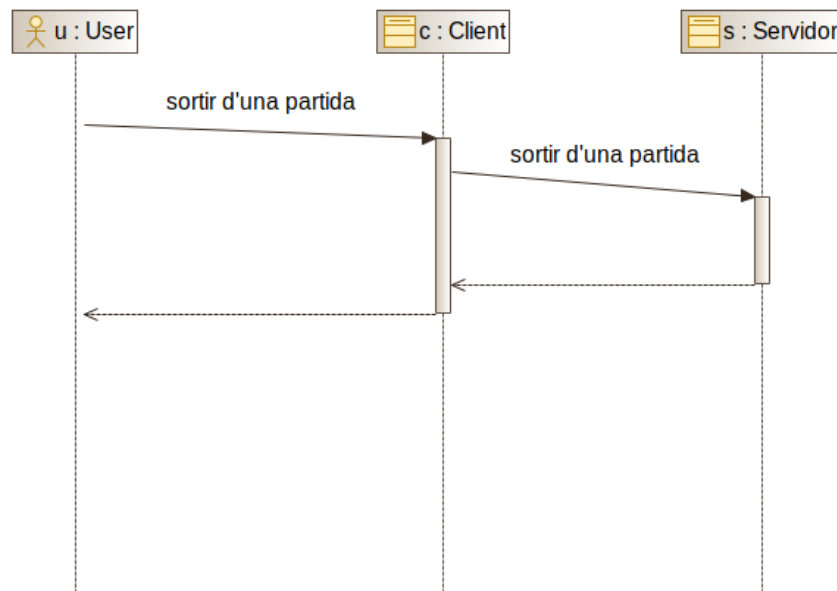 u : User
c : Client
s : Servidor
sortir d'una partida
sortir d'una partida